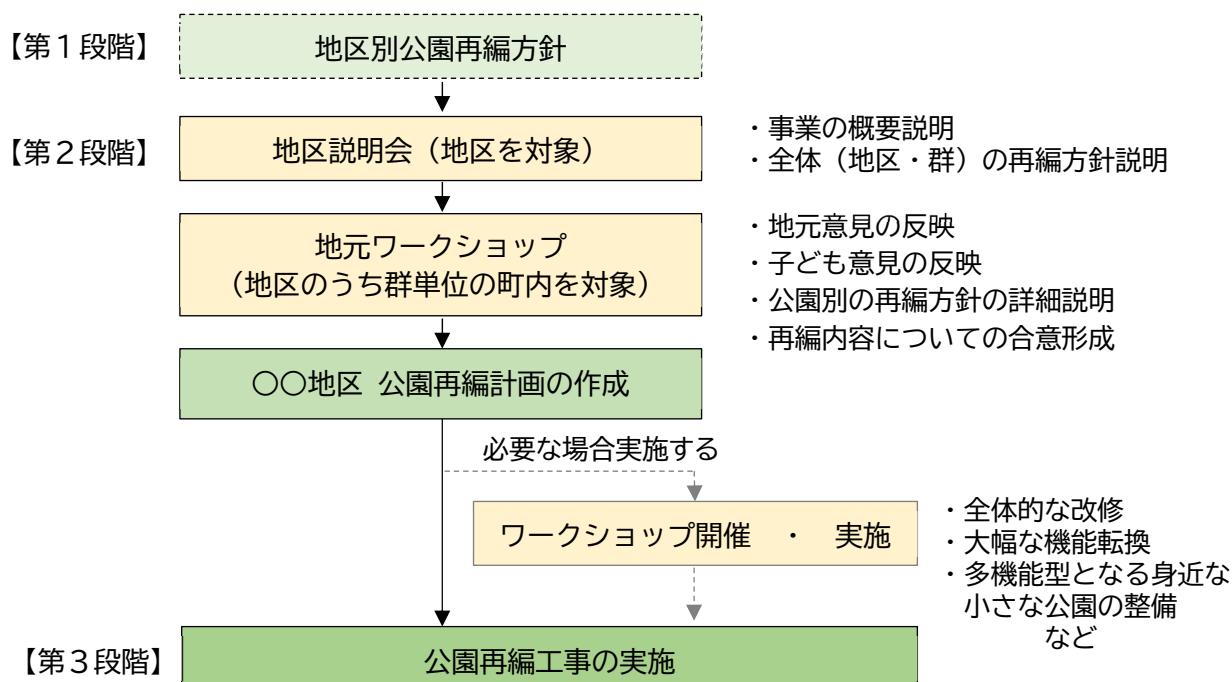 【第１段階】
地区別公園再編方針
【第２段階】
地区説明会（地区を対象）
・事業の概要説明
・全体（地区・群）の再編方針説明
地元ワークショップ
（地区のうち群単位の町内を対象）
・地元意見の反映
・子ども意見の反映
・公園別の再編方針の詳細説明
・再編内容についての合意形成
〇〇地区 公園再編計画の作成
必要な場合実施する
ワークショップ開催　・　実施
・全体的な改修
・大幅な機能転換
・多機能型となる身近な
小さな公園の整備
など
【第３段階】
公園再編工事の実施